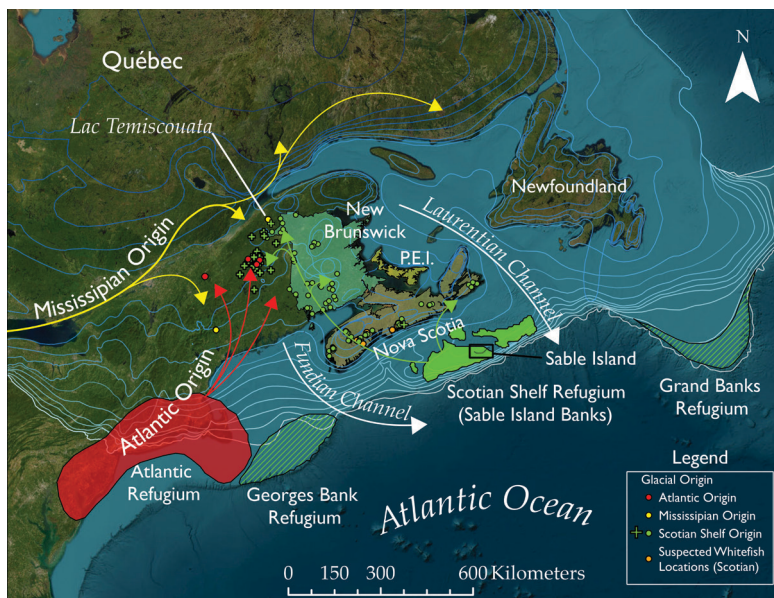 Québec
N
Lac Temiscouata
Newfoundland
New
Brunswick
Laurentian Channel
P.E.I.
Mississipian Origin
Nova Scotia
Sable Island
Fundian Channel
Scotian Shelf Refugium
(Sable Island Banks)
Grand Banks
Refugium
Atlantic Origin
Atlantic
Refugium
Georges Bank
Refugium
Atlantic Ocean
Legend
Glacial Origin
Atlantic Origin
Mississipian Origin
Scotian Shelf Origin
Suspected Whitefish
Locations (Scotian)
0 150 300 600 Kilometers